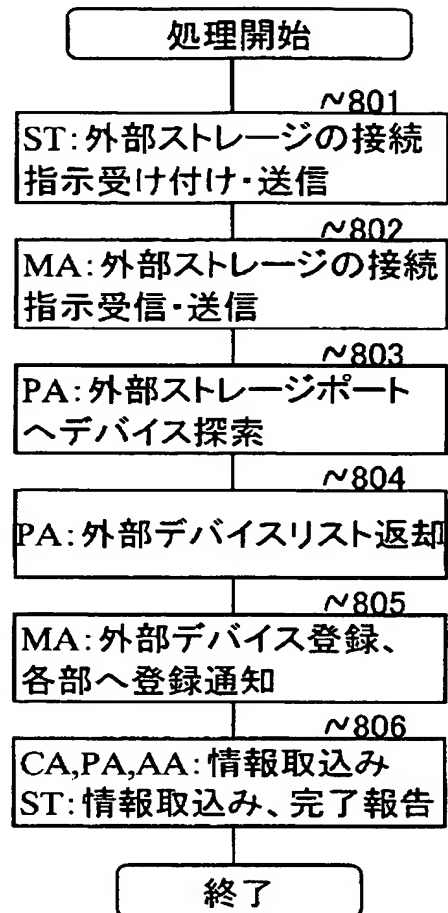 処理開始
~801
ST:外部ストレージの接続
指示受け付け・送信
~802
MA:外部ストレージの接続
指示受信・送信
~803
PA:外部ストレージポート
へデバイス探索
~804
PA:外部デバイスリスト返却
~805
MA:外部デバイス登録、
各部へ登録通知
~806
CA,PA,AA:情報取込み
ST:情報取込み、完了報告
終了